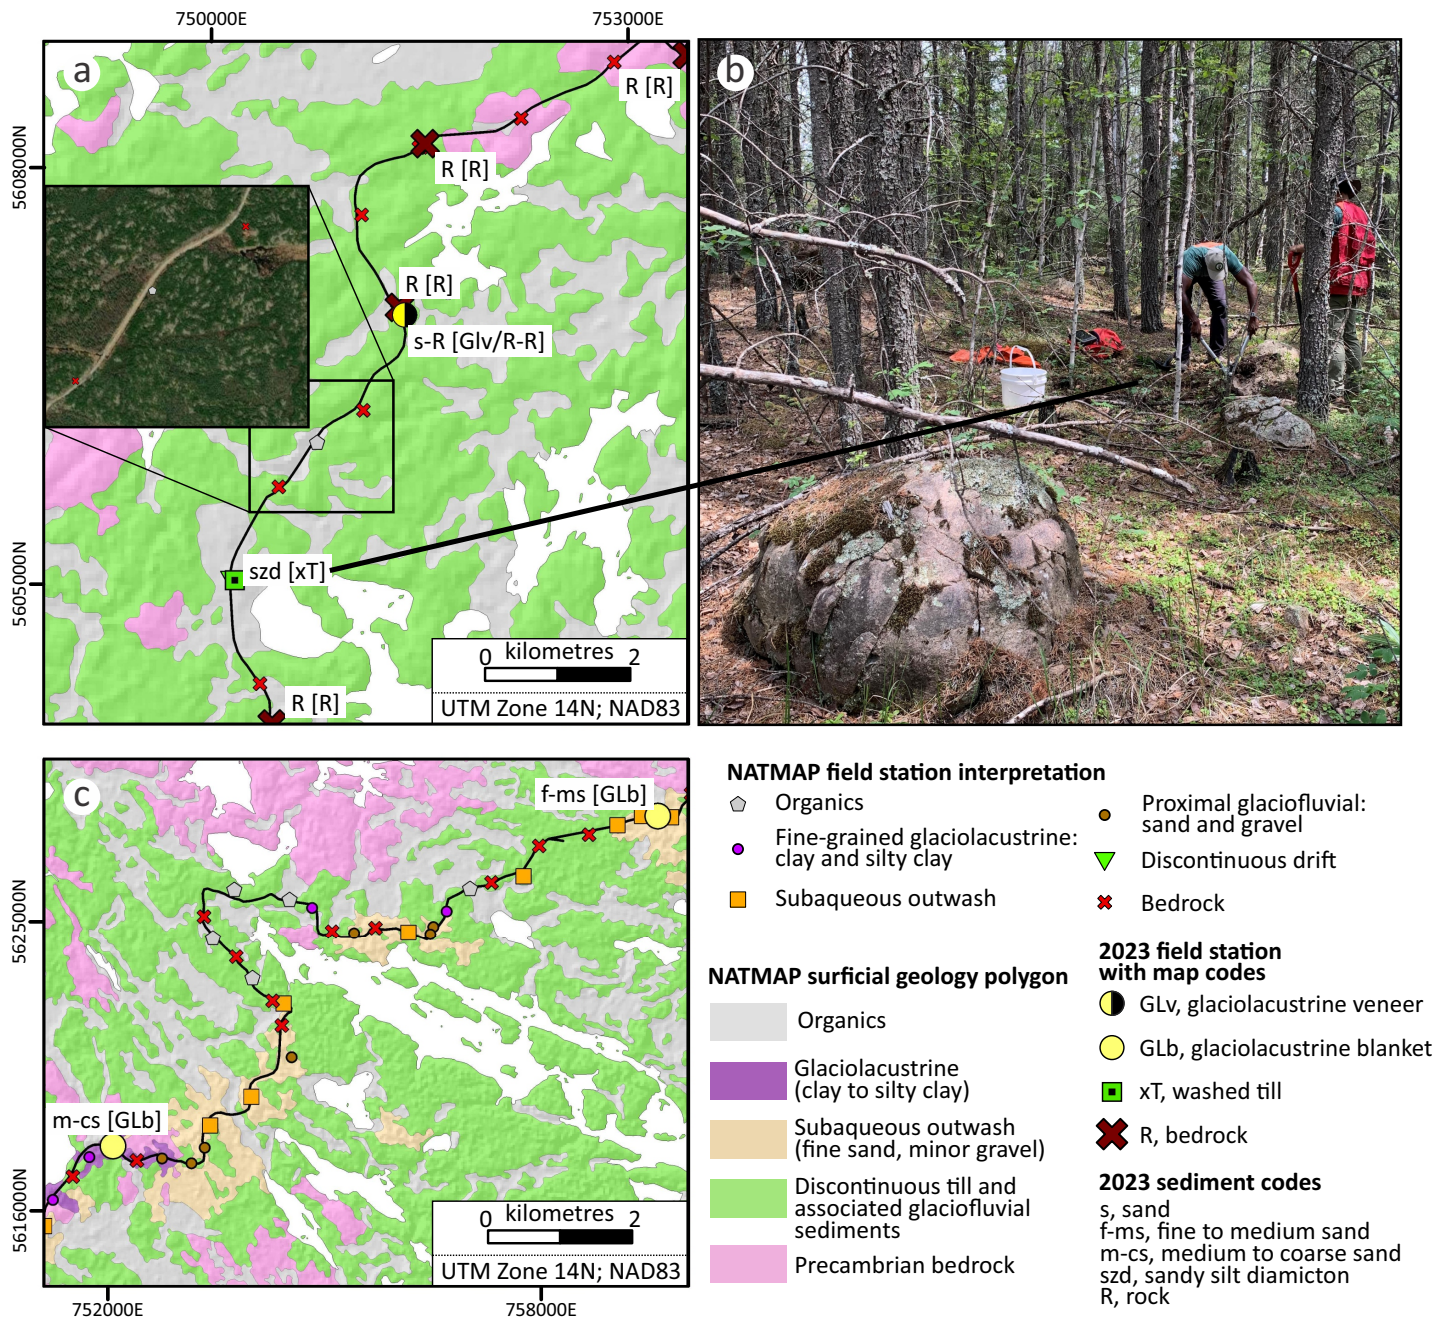 750000E
753000E
a
b
R [R]
5608000N
R [R]
R [R]
s-R [Glv/R-R]
szd [xT]
5605000N
R [R]
0 kilometres 2
UTM Zone 14N; NAD83
c
f-ms [GLb]
5625000N
m-cs [GLb]
5616000N
0 kilometres 2
UTM Zone 14N; NAD83
752000E
758000E
NATMAP field station interpretation
Organics
Fine-grained glaciolacustrine:
clay and silty clay
Subaqueous outwash
Proximal glaciofluvial:
sand and gravel
Discontinuous drift
Bedrock
NATMAP surficial geology polygon
Organics
Glaciolacustrine
(clay to silty clay)
Subaqueous outwash
(fine sand, minor gravel)
Discontinuous till and
associated glaciofluvial
sediments
Precambrian bedrock
2023 field station
with map codes
GLv, glaciolacustrine veneer
GLb, glaciolacustrine blanket
xT, washed till
R, bedrock
2023 sediment codes
s, sand
f-ms, fine to medium sand
m-cs, medium to coarse sand
szd, sandy silt diamicton
R, rock